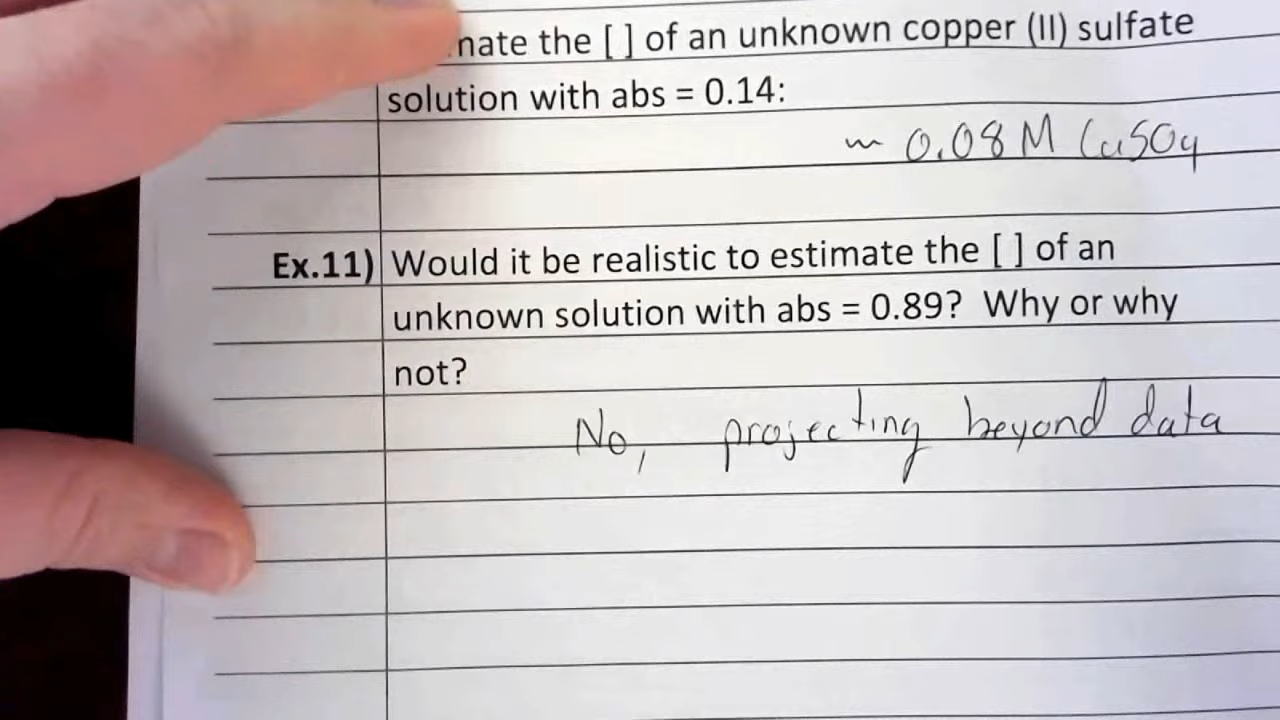 the [ ] of an unknown copper (II) sulfate
solution with abs = 0.14:
~ 0.08 M CuSO4
Ex.11) Would it be realistic to estimate the [ ] of an
unknown solution with abs = 0.89? Why or why
not?
No, projecting beyond data